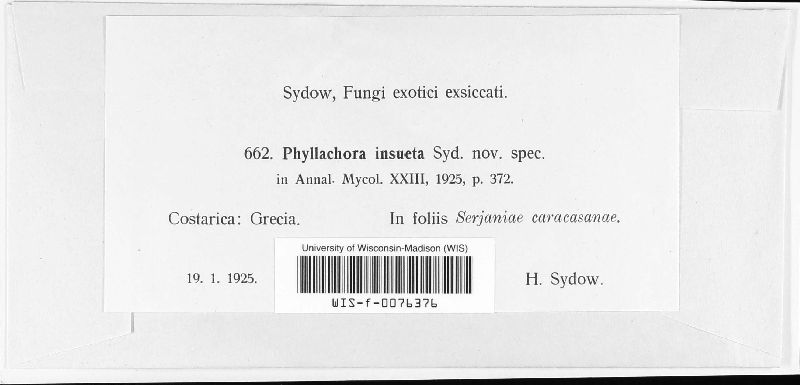 Sydow, Fungi exotici exsiccati.
662. Phyllachora insueta Syd. nov. spec.
in Annal. Mycol. XXIII, 1925, p. 372.
Costarica: Grecia. In foliis Serjaniae caracasanae.
19. 1. 1925. H. Sydow.
University of Wisconsin-Madison (WIS)
WIS-f-0076376